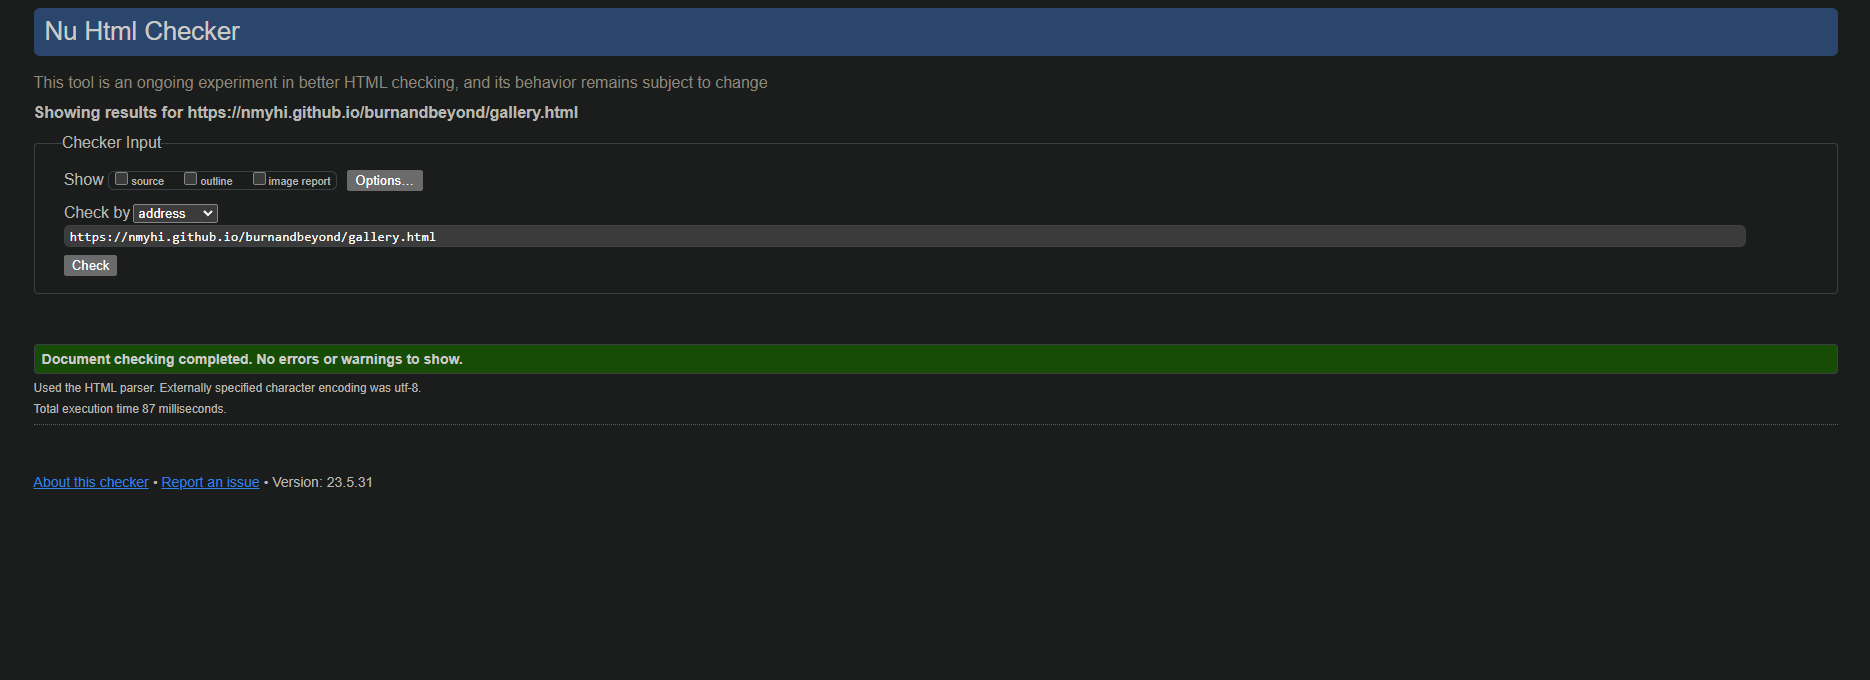 Nu Html Checker
This tool is an ongoing experiment in better HTML checking, and its behavior remains subject to change
Showing results for https://nmyhi.github.io/burnandbeyond/gallery.html
Checker Input
Show source outline image report Options...
Check by address
https://nmyhi.github.io/burnandbeyond/gallery.html
Check
Document checking completed. No errors or warnings to show.
Used the HTML parser. Externally specified character encoding was utf-8.
Total execution time 87 milliseconds.
About this checker • Report an issue • Version: 23.5.31